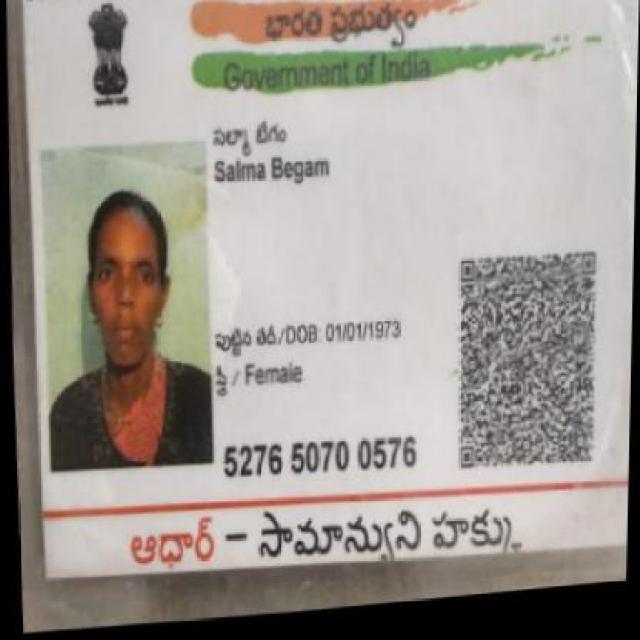 భారత ప్రభుత్వం
Government of India
సల్మా బేగం
Salma Begam
పుట్టిన తేదీ/DOB: 01/01/1973
స్త్రీ / Female
5276 5070 0576
ఆధార్ – సామాన్యుని హక్కు